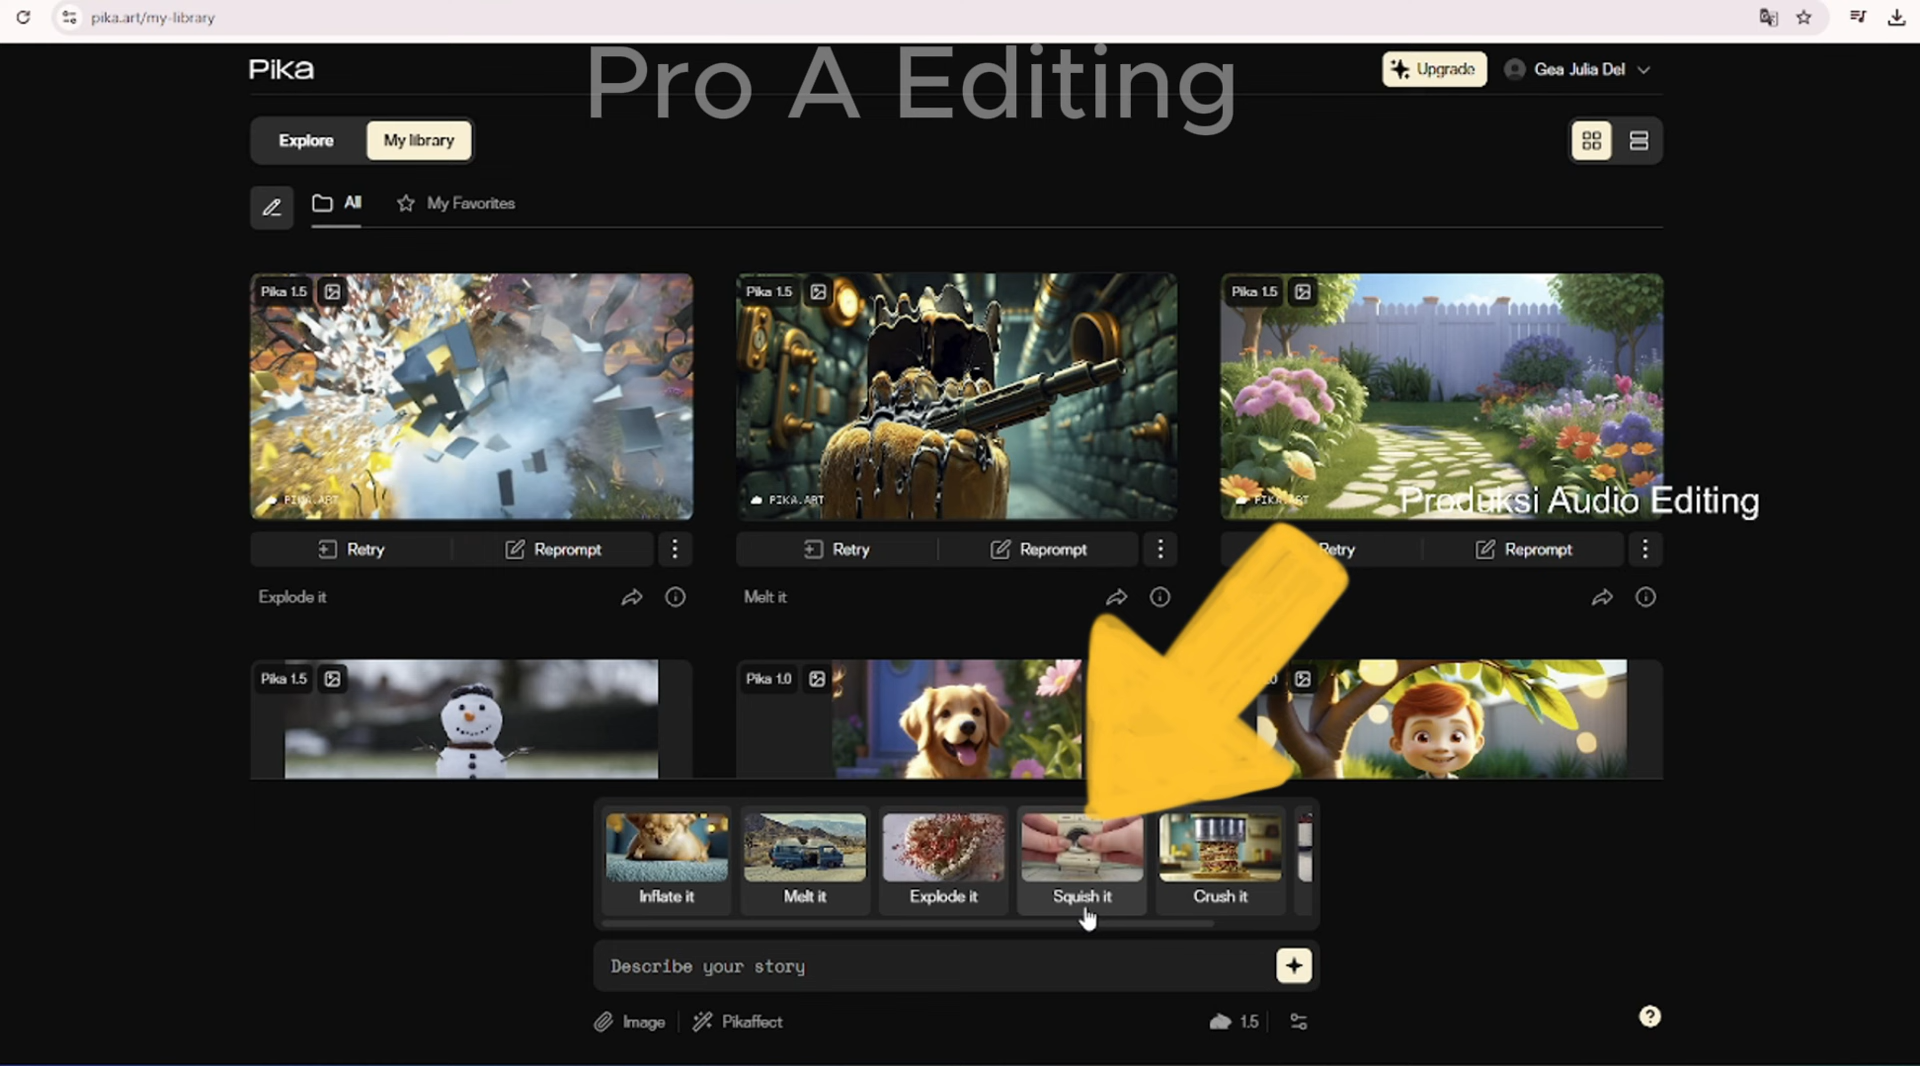 pika.art/my-library
Pro A Editing
Pika
Upgrade
Gea Julia Del
Explore
My library
All
My Favorites
Pika 1.5
Pika 1.5
Pika 1.5
PIKA.ART
PIKA.ART
Produksi Audio Editing
Retry
Reprompt
Retry
Reprompt
Retry
Reprompt
Explode it
Melt it
Pika 1.5
Pika 1.0
Inflate it
Melt it
Explode it
Squish it
Crush it
Describe your story
Image
Pikaffect
1.5
?